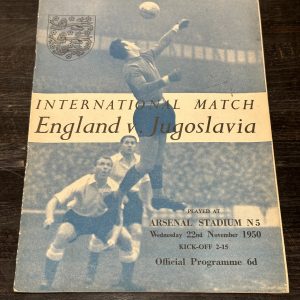 INTERNATIONAL MATCH
England v. Jugoslavia
PLAYED AT
ARSENAL STADIUM N5
Wednesday 22nd November 1950
KICK-OFF 2-15
Official Programme 6d